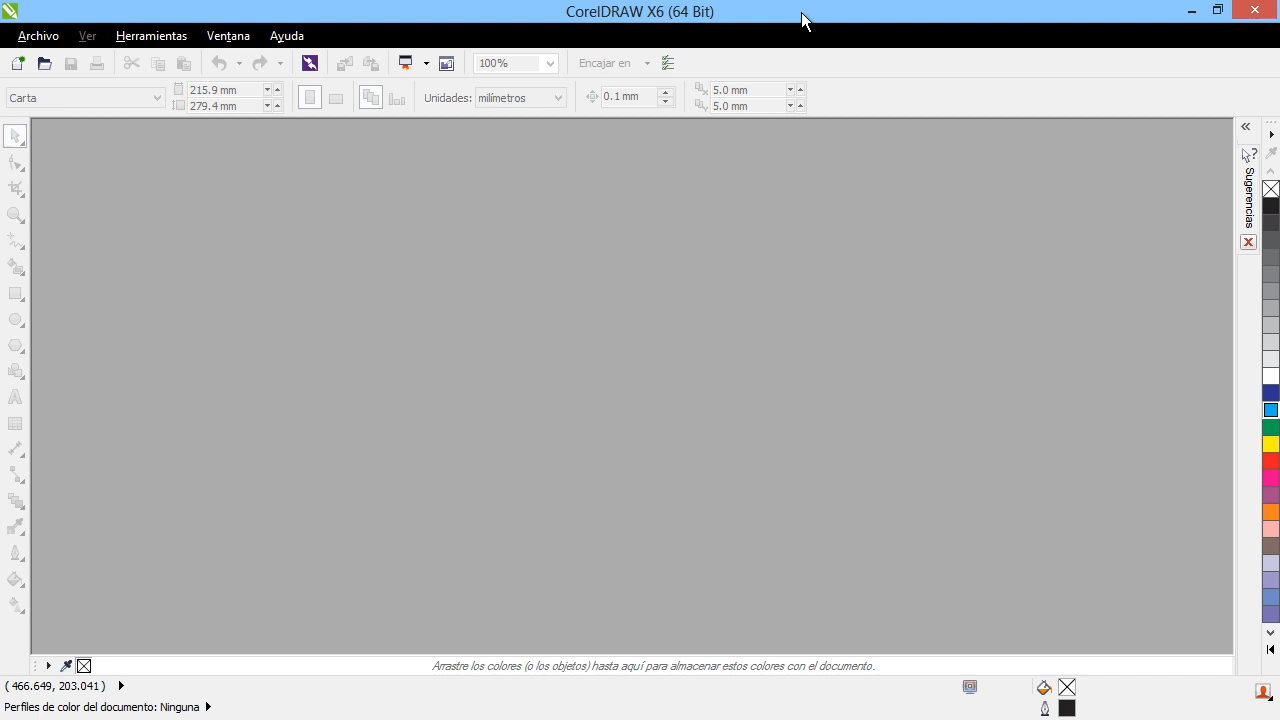 CorelDRAW X6 (64 Bit)
Archivo Ver Herramientas Ventana Ayuda
100% Encajar en
Carta 215.9 mm 279.4 mm Unidades: milímetros 0.1 mm 5.0 mm 5.0 mm
Sugerencias
Arrastre los colores (o los objetos) hasta aquí para almacenar estos colores con el documento.
( 466.649, 203.041 )
Perfiles de color del documento: Ninguna